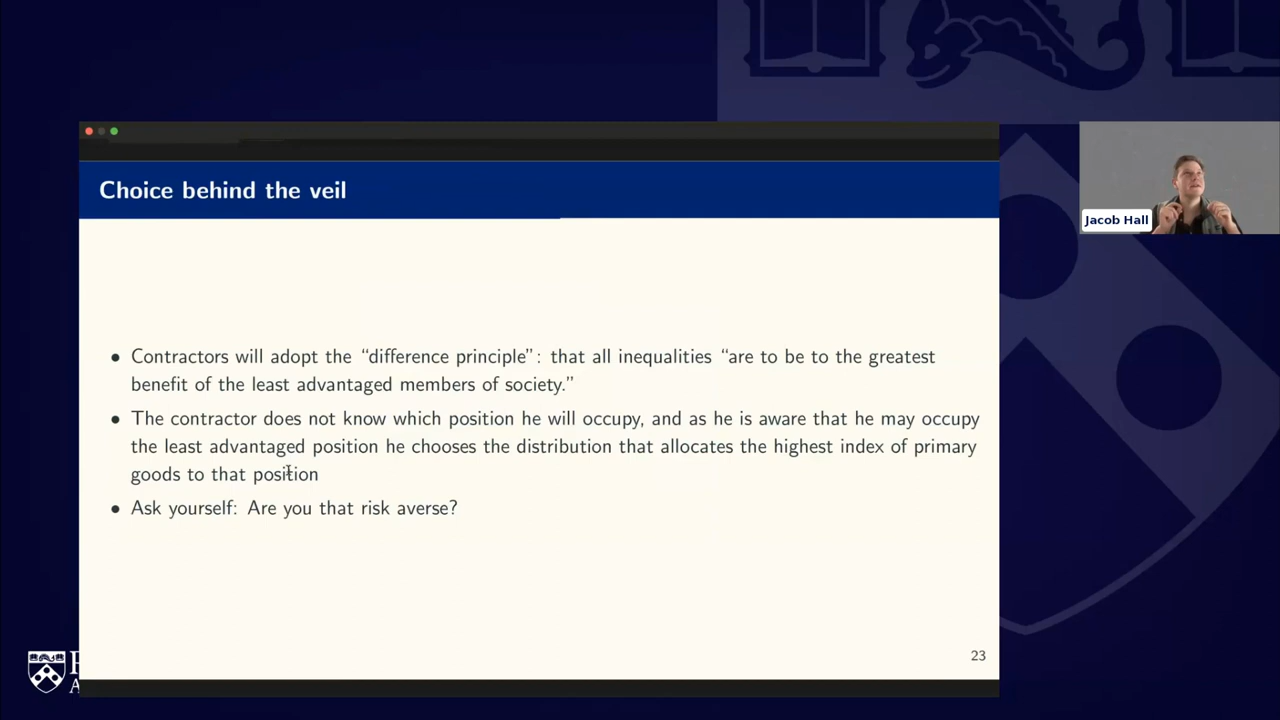 Choice behind the veil
• Contractors will adopt the “difference principle”: that all inequalities “are to be to the greatest
benefit of the least advantaged members of society.”
• The contractor does not know which position he will occupy, and as he is aware that he may occupy
the least advantaged position he chooses the distribution that allocates the highest index of primary
goods to that position
• Ask yourself: Are you that risk averse?
23
Jacob Hall